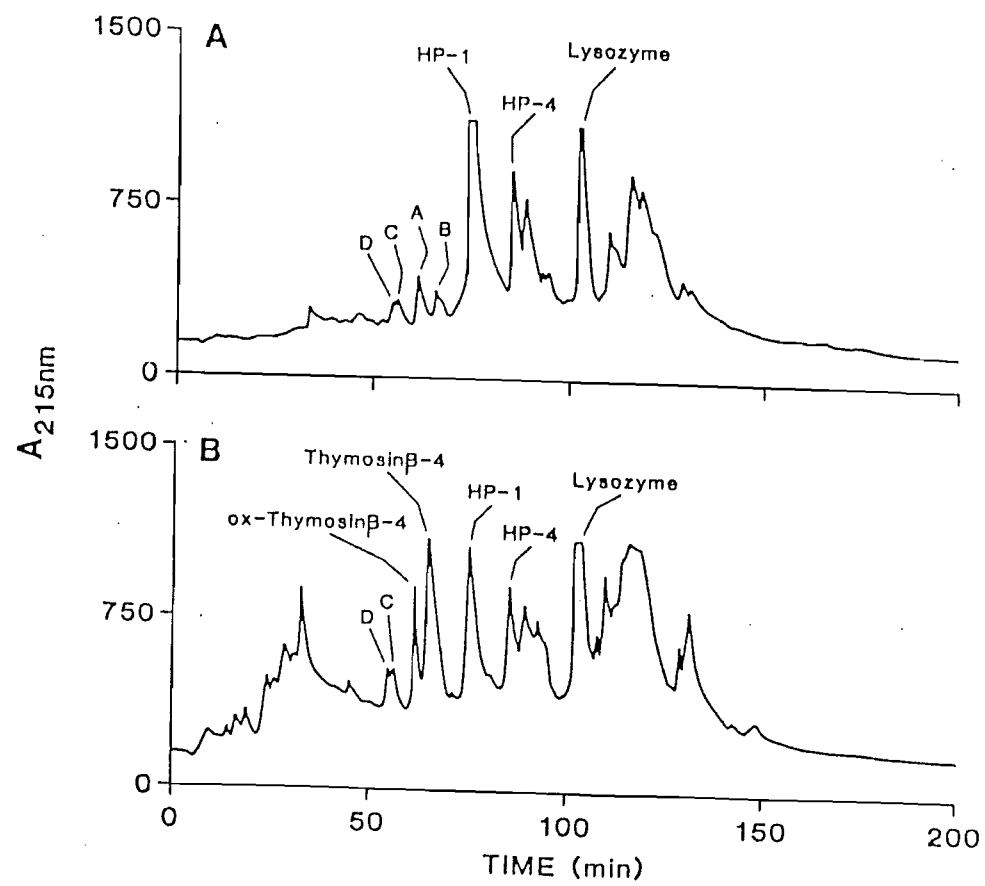 1500
A
HP-1
Lysozyme
HP-4
750
A
C
B
D
0
A215nm
1500
B
Thymosinβ-4
HP-1
Lysozyme
ox-Thymosinβ-4
HP-4
750
C
D
0
0 50 100 150 200
TIME (min)